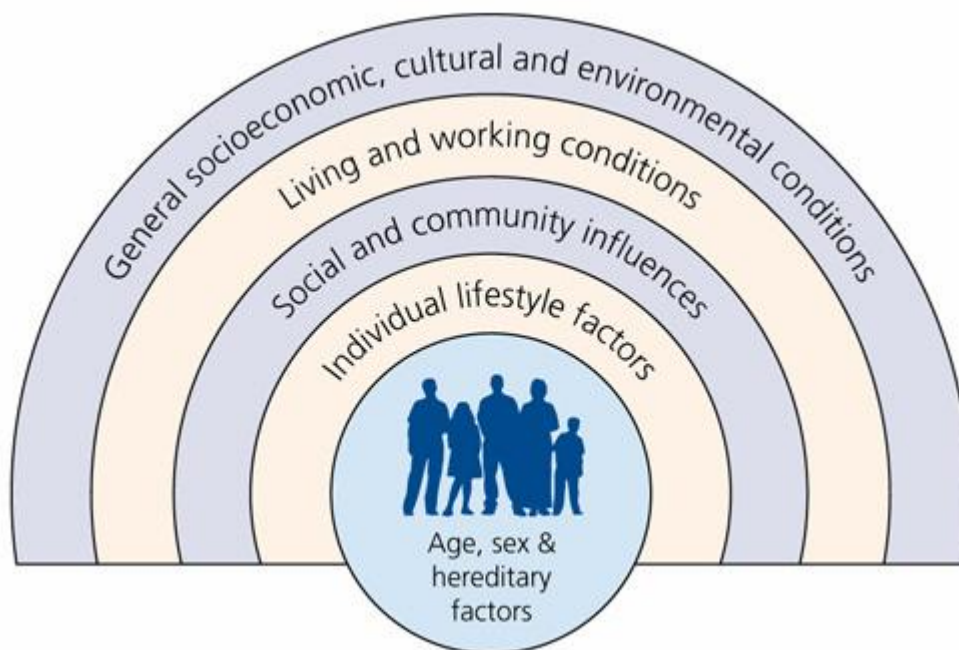 General socioeconomic, cultural and environmental conditions
Living and working conditions
Social and community influences
Individual lifestyle factors
Age, sex &
hereditary
factors